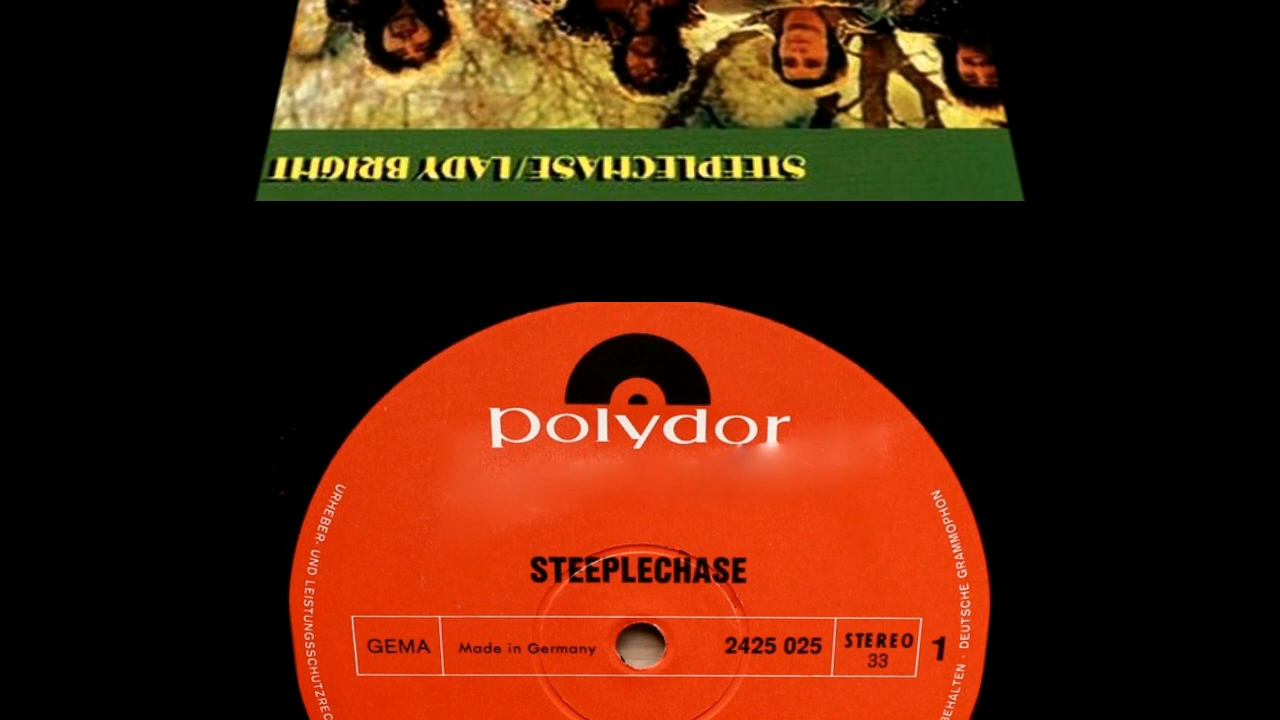 STEEPLECHASE/LADY BRIGHT
polydor
STEEPLECHASE
GEMA
Made in Germany
2425 025
STEREO
33
1
URHEBER- UND LEISTUNGSSCHUTZREC
BEHALTEN · DEUTSCHE GRAMMOPHON